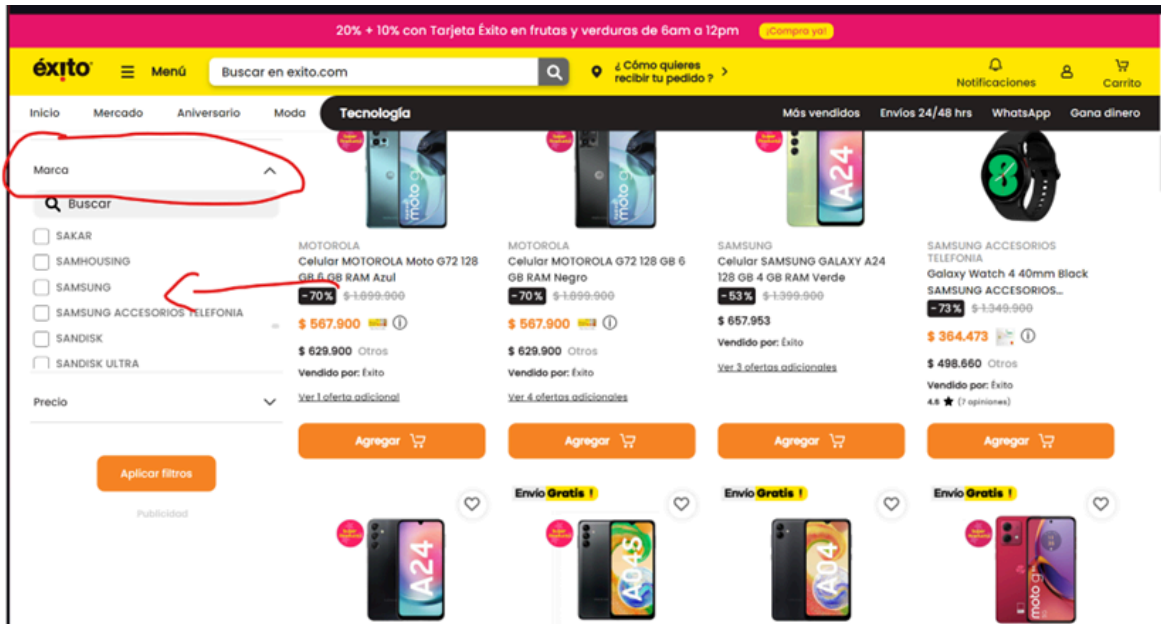 20% + 10% con Tarjeta Éxito en frutas y verduras de 6am a 12pm
¡Compra ya!
éxito
Menú
Buscar en exito.com
¿ Cómo quieres
recibir tu pedido ?
Notificaciones
Carrito
Inicio
Mercado
Aniversario
Moda
Tecnología
Más vendidos
Envíos 24/48 hrs
WhatsApp
Gana dinero
Marca
Buscar
SAKAR
SAMHOUSING
SAMSUNG
SAMSUNG ACCESORIOS TELEFONIA
SANDISK
SANDISK ULTRA
Precio
Aplicar filtros
Publicidad
moto g
MOTOROLA
Celular MOTOROLA Moto G72 128
GB 6 GB RAM Azul
-70% $ 1.899.900
$ 567.900
$ 629.900 Otros
Vendido por: Éxito
Ver 1 oferta adicional
Agregar
moto g
MOTOROLA
Celular MOTOROLA G72 128 GB 6
GB RAM Negro
-70% $ 1.899.900
$ 567.900
$ 629.900 Otros
Vendido por: Éxito
Ver 4 ofertas adicionales
Agregar
A24
SAMSUNG
Celular SAMSUNG GALAXY A24
128 GB 4 GB RAM Verde
-53% $ 1.399.900
$ 657.953
Vendido por: Éxito
Ver 3 ofertas adicionales
Agregar
SAMSUNG ACCESORIOS
TELEFONIA
Galaxy Watch 4 40mm Black
SAMSUNG ACCESORIOS...
-73% $ 1.349.900
$ 364.473
$ 498.660 Otros
Vendido por: Éxito
4.6 (7 opiniones)
Agregar
A24
Envío Gratis !
A04s
Envío Gratis !
A04
Envío Gratis !
moto g